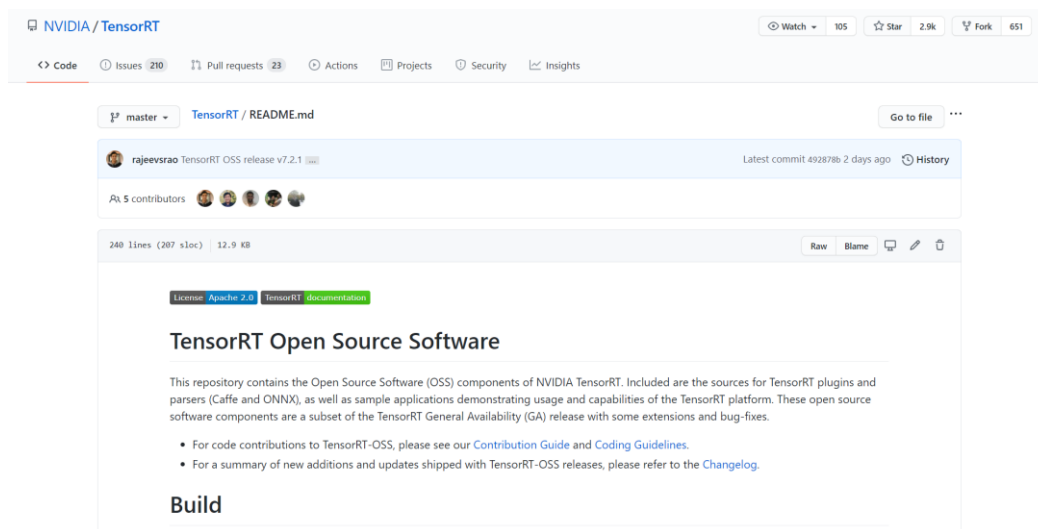 NVIDIA / TensorRT
Watch 105 Star 2.9k Fork 651
Code Issues 210 Pull requests 23 Actions Projects Security Insights
master TensorRT / README.md Go to file ...
rajeevsrao TensorRT OSS release v7.2.1 ... Latest commit 492878b 2 days ago History
5 contributors
240 lines (207 sloc) | 12.9 KB Raw Blame
License Apache 2.0 TensorRT documentation
TensorRT Open Source Software
This repository contains the Open Source Software (OSS) components of NVIDIA TensorRT. Included are the sources for TensorRT plugins and
parsers (Caffe and ONNX), as well as sample applications demonstrating usage and capabilities of the TensorRT platform. These open source
software components are a subset of the TensorRT General Availability (GA) release with some extensions and bug-fixes.
• For code contributions to TensorRT-OSS, please see our Contribution Guide and Coding Guidelines.
• For a summary of new additions and updates shipped with TensorRT-OSS releases, please refer to the Changelog.
Build